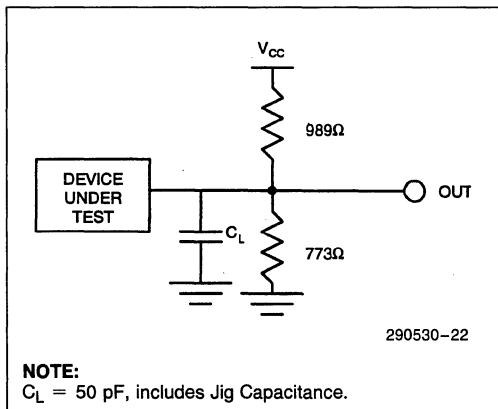 VCC
989Ω
DEVICE
UNDER
TEST
OUT
CL
773Ω
290530-22
NOTE:
CL = 50 pF, includes Jig Capacitance.